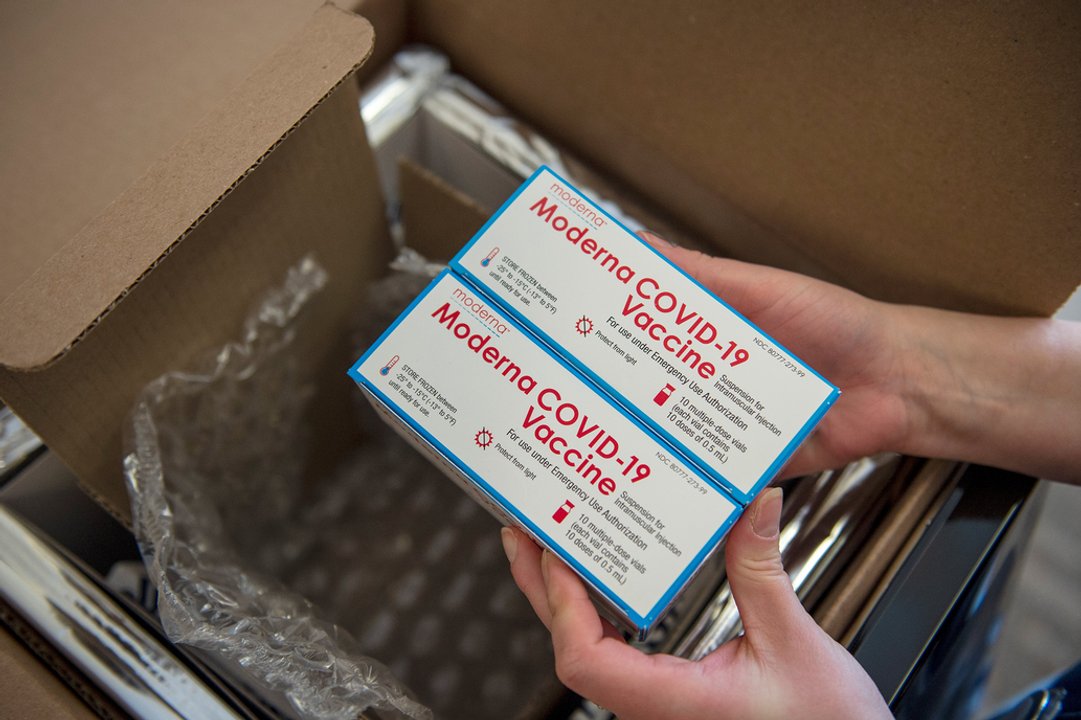 moderna
Moderna COVID-19
Vaccine
NDC 80777-273-99
STORE FROZEN between
-25° to -15°C (-13° to 5°F)
until ready for use.
Protect from light
For use under Emergency Use Authorization
Suspension for
Intramuscular Injection
10 multiple-dose vials
(each vial contains
10 doses of 0.5 mL)
moderna
Moderna COVID-19
Vaccine
NDC 80777-273-99
STORE FROZEN between
-25° to -15°C (-13° to 5°F)
until ready for use.
Protect from light
For use under Emergency Use Authorization
Suspension for
Intramuscular Injection
10 multiple-dose vials
(each vial contains
10 doses of 0.5 mL)